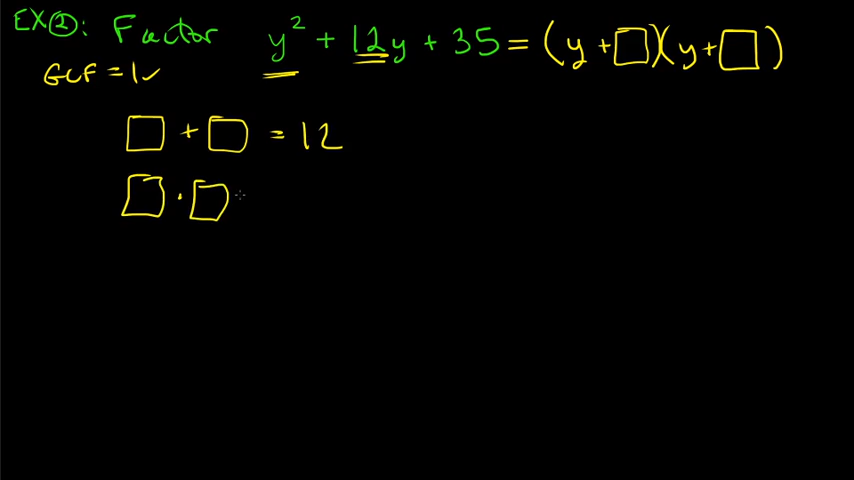 EX②: Factor y² + 12y + 35 = (y + □)(y + □)
GCF = 1 ✓
□ + □ = 12
□ · □